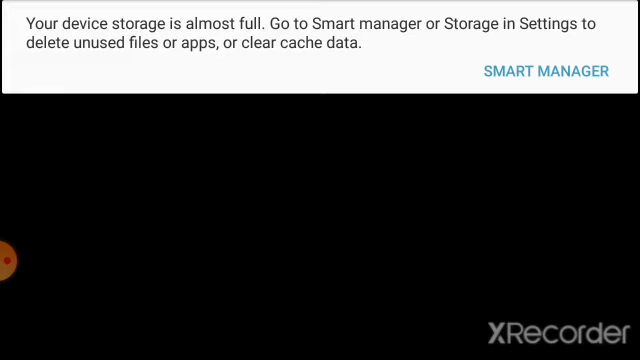 Your device storage is almost full. Go to Smart manager or Storage in Settings to
delete unused files or apps, or clear cache data.
SMART MANAGER
XRecorder